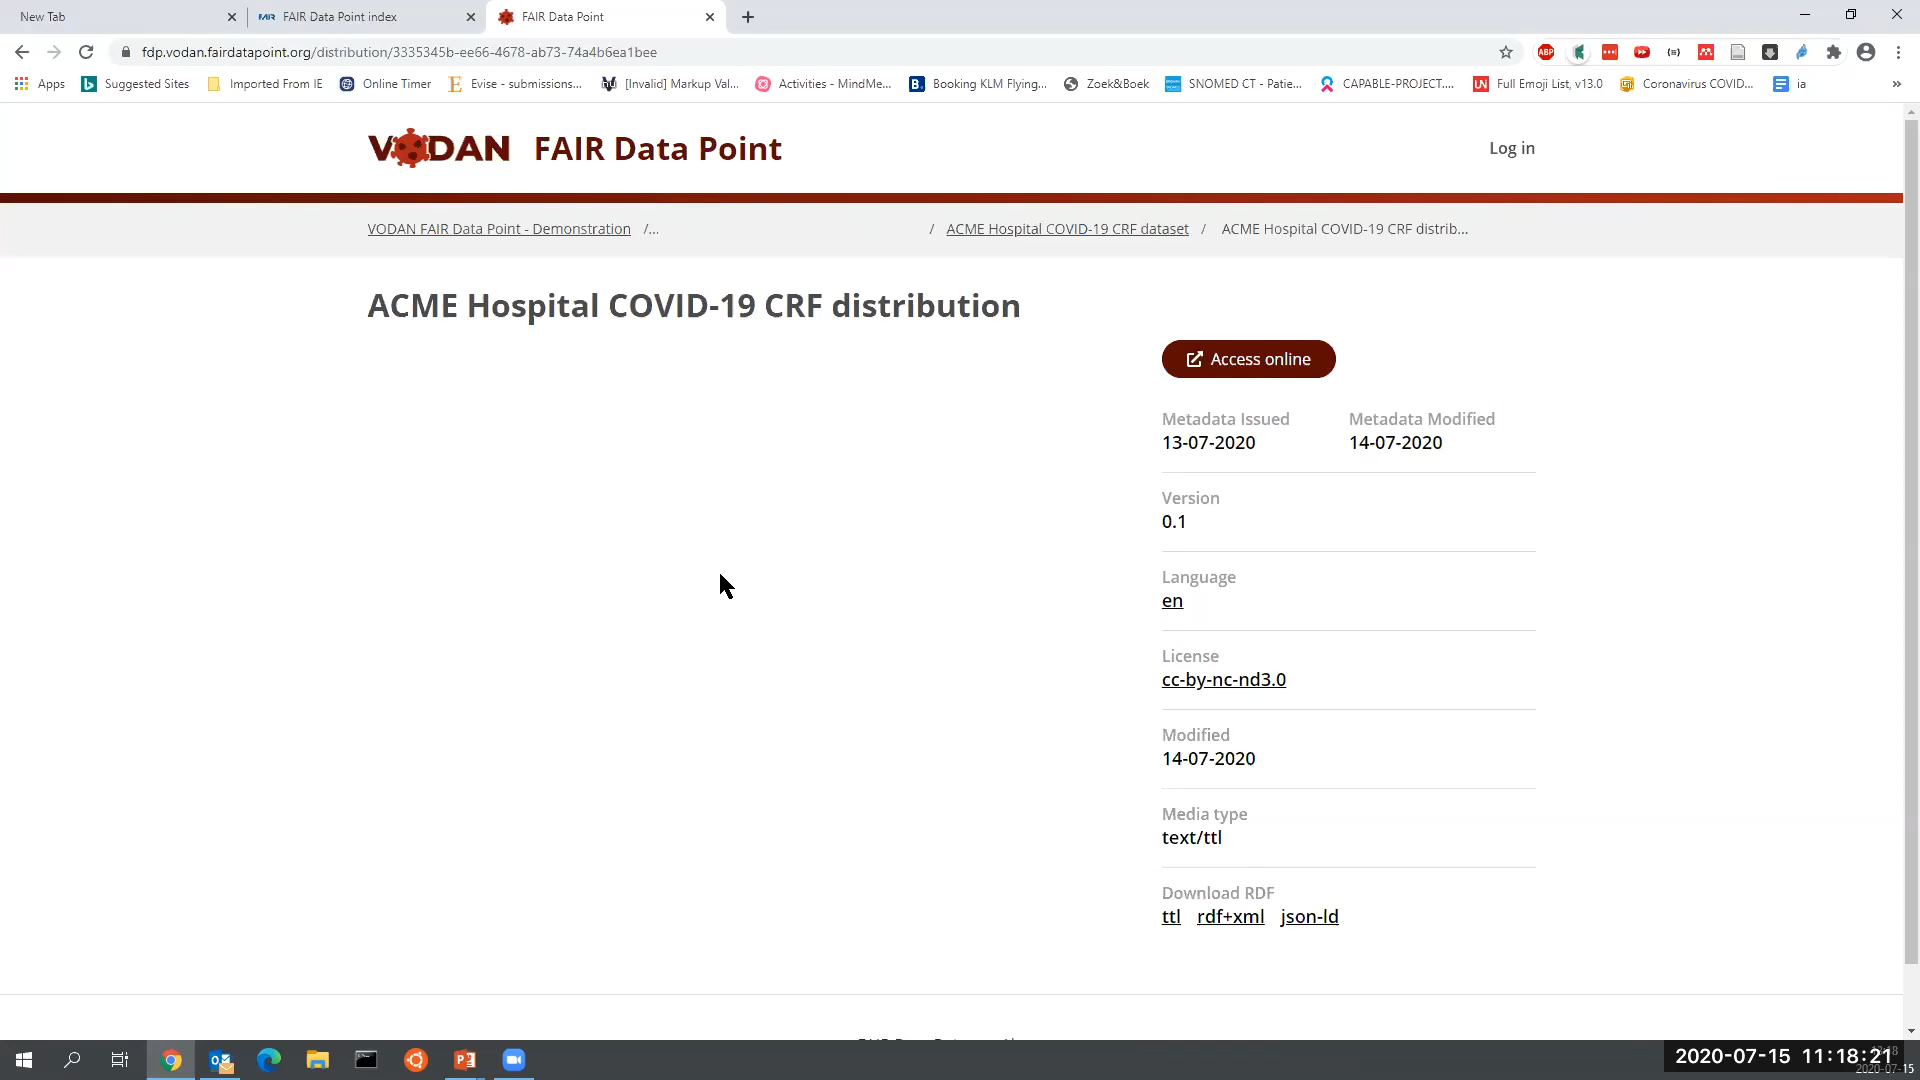 New Tab
FAIR FAIR Data Point index
FAIR Data Point
fdp.vodan.fairdatapoint.org/distribution/3335345b-ee66-4678-ab73-74a4b6ea1bee
ABP
Apps
Suggested Sites
Imported From IE
Online Timer
Evise - submissions...
[Invalid] Markup Val...
Activities - MindMe...
Booking KLM Flying...
Zoek&Boek
SNOMED CT - Patie...
CAPABLE-PROJECT....
Full Emoji List, v13.0
Coronavirus COVID...
ia
VODAN FAIR Data Point
Log in
VODAN FAIR Data Point - Demonstration /... / ACME Hospital COVID-19 CRF dataset / ACME Hospital COVID-19 CRF distrib...
ACME Hospital COVID-19 CRF distribution
Access online
Metadata Issued
13-07-2020
Metadata Modified
14-07-2020
Version
0.1
Language
en
License
cc-by-nc-nd3.0
Modified
14-07-2020
Media type
text/ttl
Download RDF
ttl rdf+xml json-ld
2020-07-15 11:18:21
2020-07-15